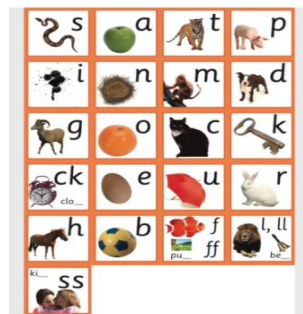 s a t p
i n m d
g o c k
ck e u r
clo__
h b f l, ll
pu__ ff be__
ki__ ss